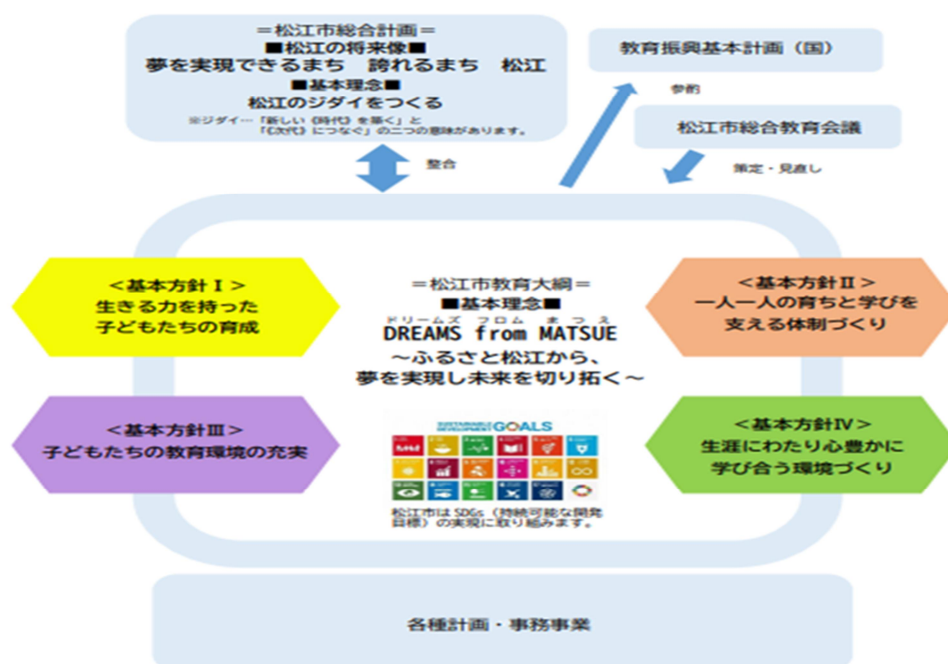 ＝松江市総合計画＝
■松江の将来像■
夢を実現できるまち　誇れるまち　松江
■基本理念■
松江のジダイをつくる
※ジダイ…「新しい《時代》を築く」と
「《次代》につなぐ」の二つの意味があります。
教育振興基本計画（国）
参酌
松江市総合教育会議
整合
策定・見直し
＜基本方針Ⅰ＞
生きる力を持った
子どもたちの育成
＝松江市教育大綱＝
■基本理念■
ドリームズ フロム まつえ
DREAMS from MATSUE
～ふるさと松江から、
夢を実現し未来を切り拓く～
＜基本方針Ⅱ＞
一人一人の育ちと学びを
支える体制づくり
＜基本方針Ⅲ＞
子どもたちの教育環境の充実
SUSTAINABLE DEVELOPMENT GOALS
松江市は SDGs（持続可能な開発
目標）の実現に取り組みます。
＜基本方針Ⅳ＞
生涯にわたり心豊かに
学び合う環境づくり
各種計画・事務事業